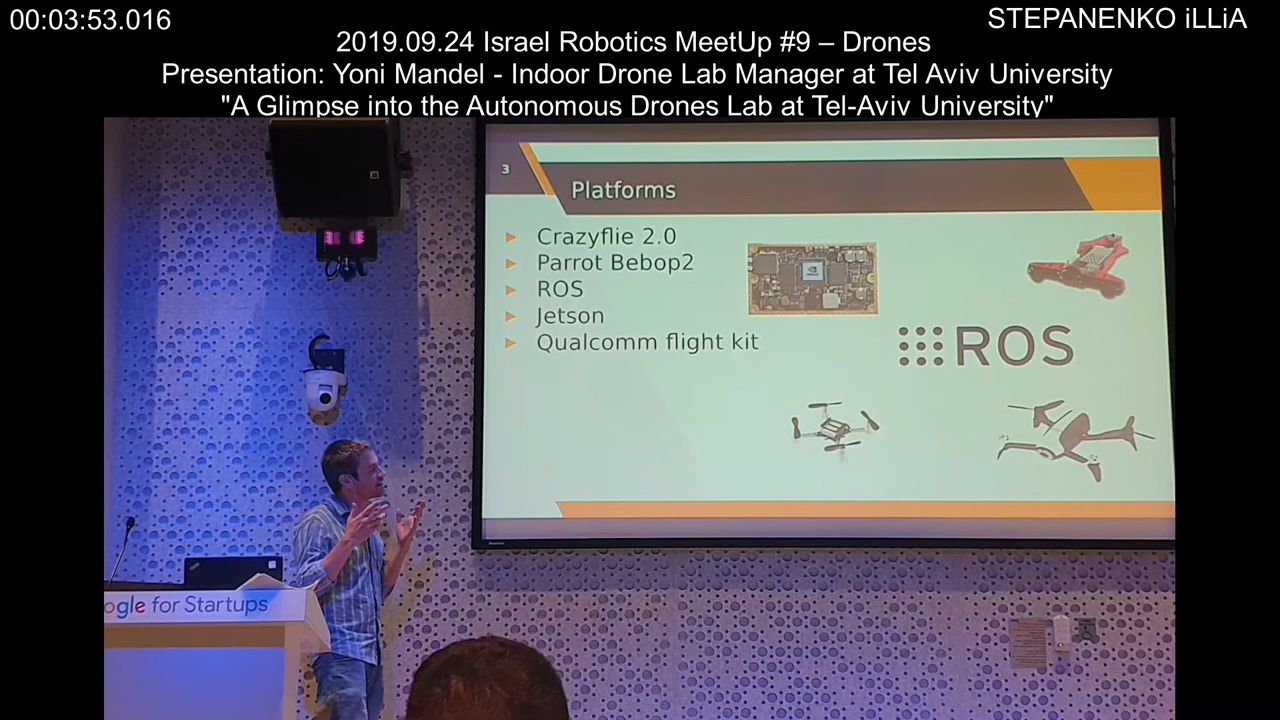 00:03:53.016
STEPANENKO iLLiA
2019.09.24 Israel Robotics MeetUp #9 – Drones
Presentation: Yoni Mandel - Indoor Drone Lab Manager at Tel Aviv University
"A Glimpse into the Autonomous Drones Lab at Tel-Aviv University"
3
Platforms
Crazyflie 2.0
Parrot Bebop2
ROS
Jetson
Qualcomm flight kit
ROS
ogle for Startups